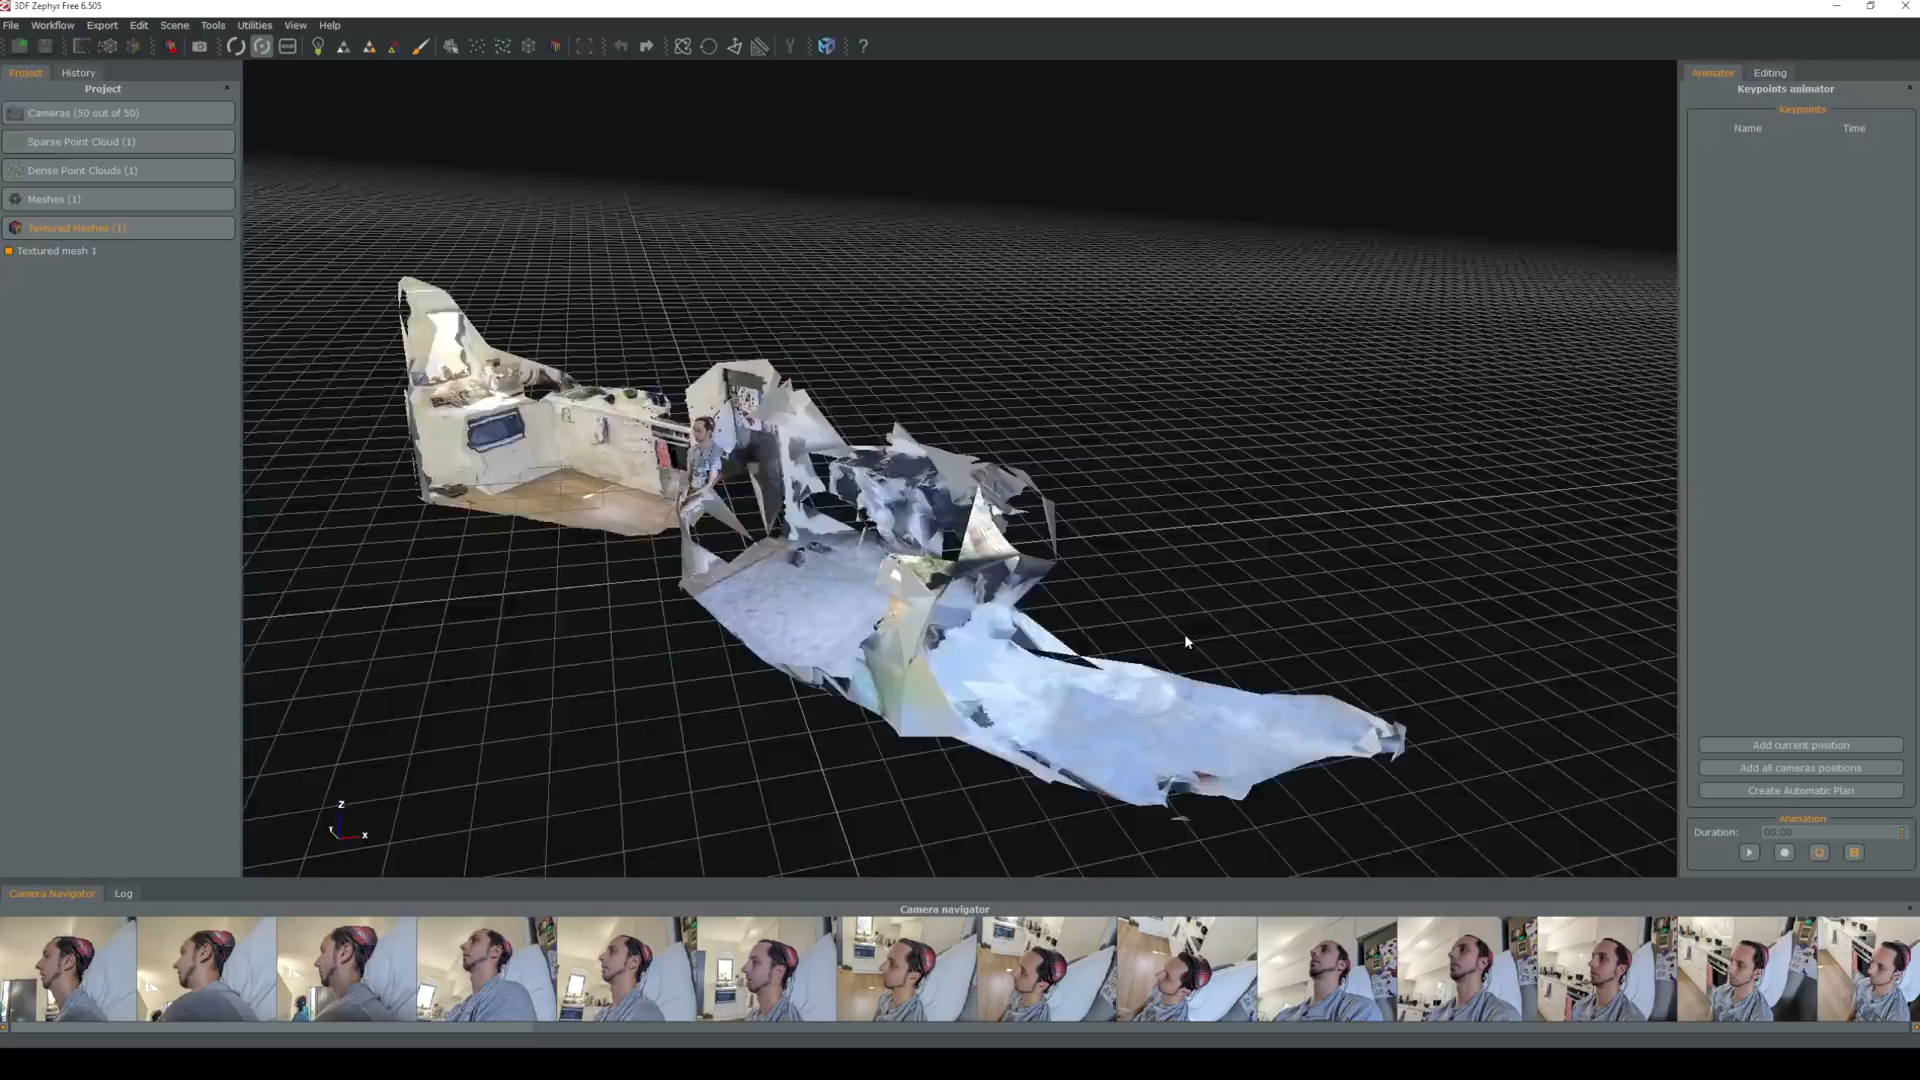 3DF Zephyr Free 6.505
File Workflow Export Edit Scene Tools Utilities View Help
Project History
Project
Cameras (50 out of 50)
Sparse Point Cloud (1)
Dense Point Clouds (1)
Meshes (1)
Textured Meshes (1)
Textured mesh 1
Z
Y
X
Animator Editing
Keypoints animator
Keypoints
Name Time
Add current position
Add all cameras positions
Create Automatic Plan
Animation
Duration: 00:00
Camera Navigator Log
Camera navigator